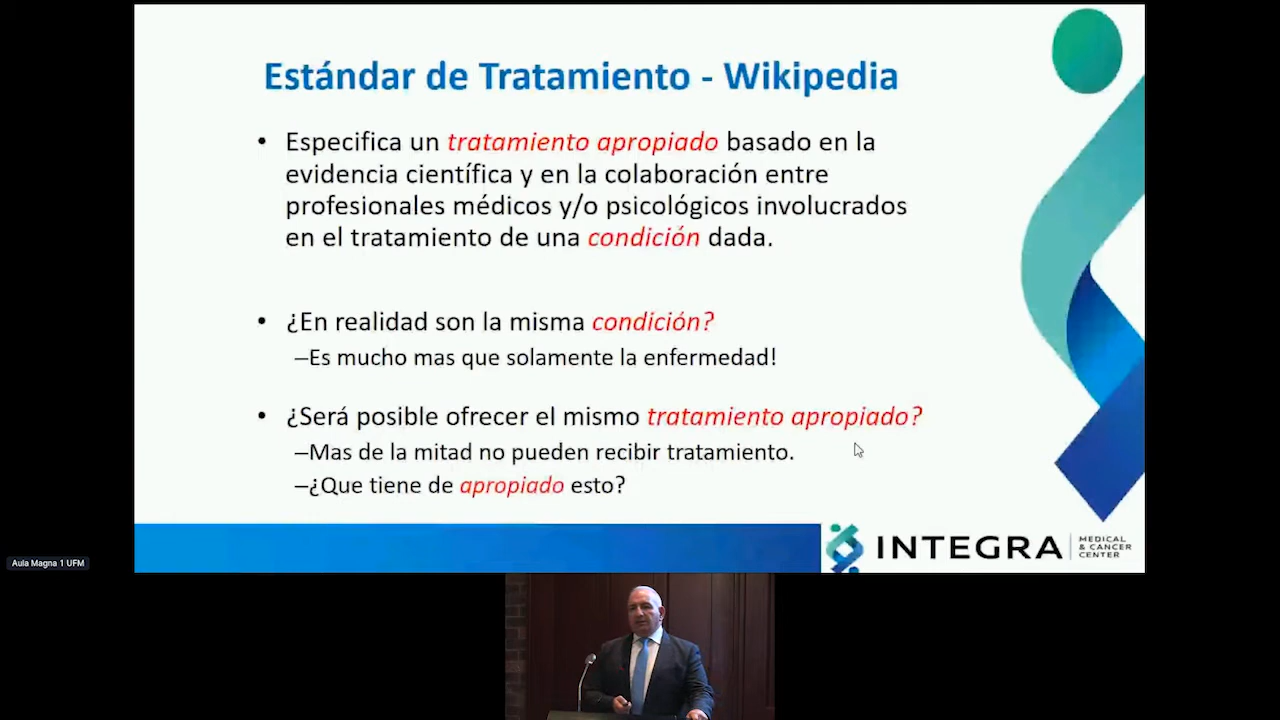 Estándar de Tratamiento - Wikipedia
• Especifica un tratamiento apropiado basado en la
evidencia científica y en la colaboración entre
profesionales médicos y/o psicológicos involucrados
en el tratamiento de una condición dada.
• ¿En realidad son la misma condición?
–Es mucho mas que solamente la enfermedad!
• ¿Será posible ofrecer el mismo tratamiento apropiado?
–Mas de la mitad no pueden recibir tratamiento.
–¿Que tiene de apropiado esto?
INTEGRA
MEDICAL
& CANCER
CENTER
Aula Magna 1 UFM